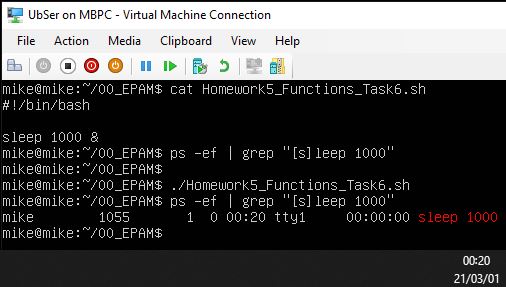 UbSer on MBPC - Virtual Machine Connection
File Action Media Clipboard View Help
mike@mike:~/00_EPAM$ cat Homework5_Functions_Task6.sh
#!/bin/bash
sleep 1000 &
mike@mike:~/00_EPAM$ ps -ef | grep "[s]leep 1000"
mike@mike:~/00_EPAM$
mike@mike:~/00_EPAM$ ./Homework5_Functions_Task6.sh
mike@mike:~/00_EPAM$ ps -ef | grep "[s]leep 1000"
mike 1055 1 0 00:20 tty1 00:00:00 sleep 1000
mike@mike:~/00_EPAM$
00:20
21/03/01